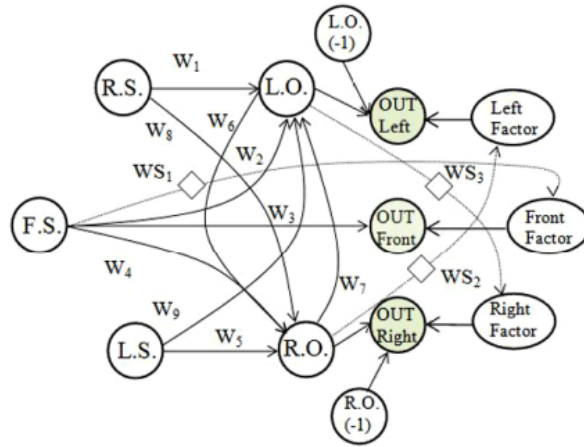 L.O.
(-1)
W1
R.S.
L.O.
OUT
Left
Left
Factor
W8
W6
W2
WS1
WS3
F.S.
W3
OUT
Front
Front
Factor
W4
W7
WS2
W9
L.S.
W5
R.O.
OUT
Right
Right
Factor
R.O.
(-1)